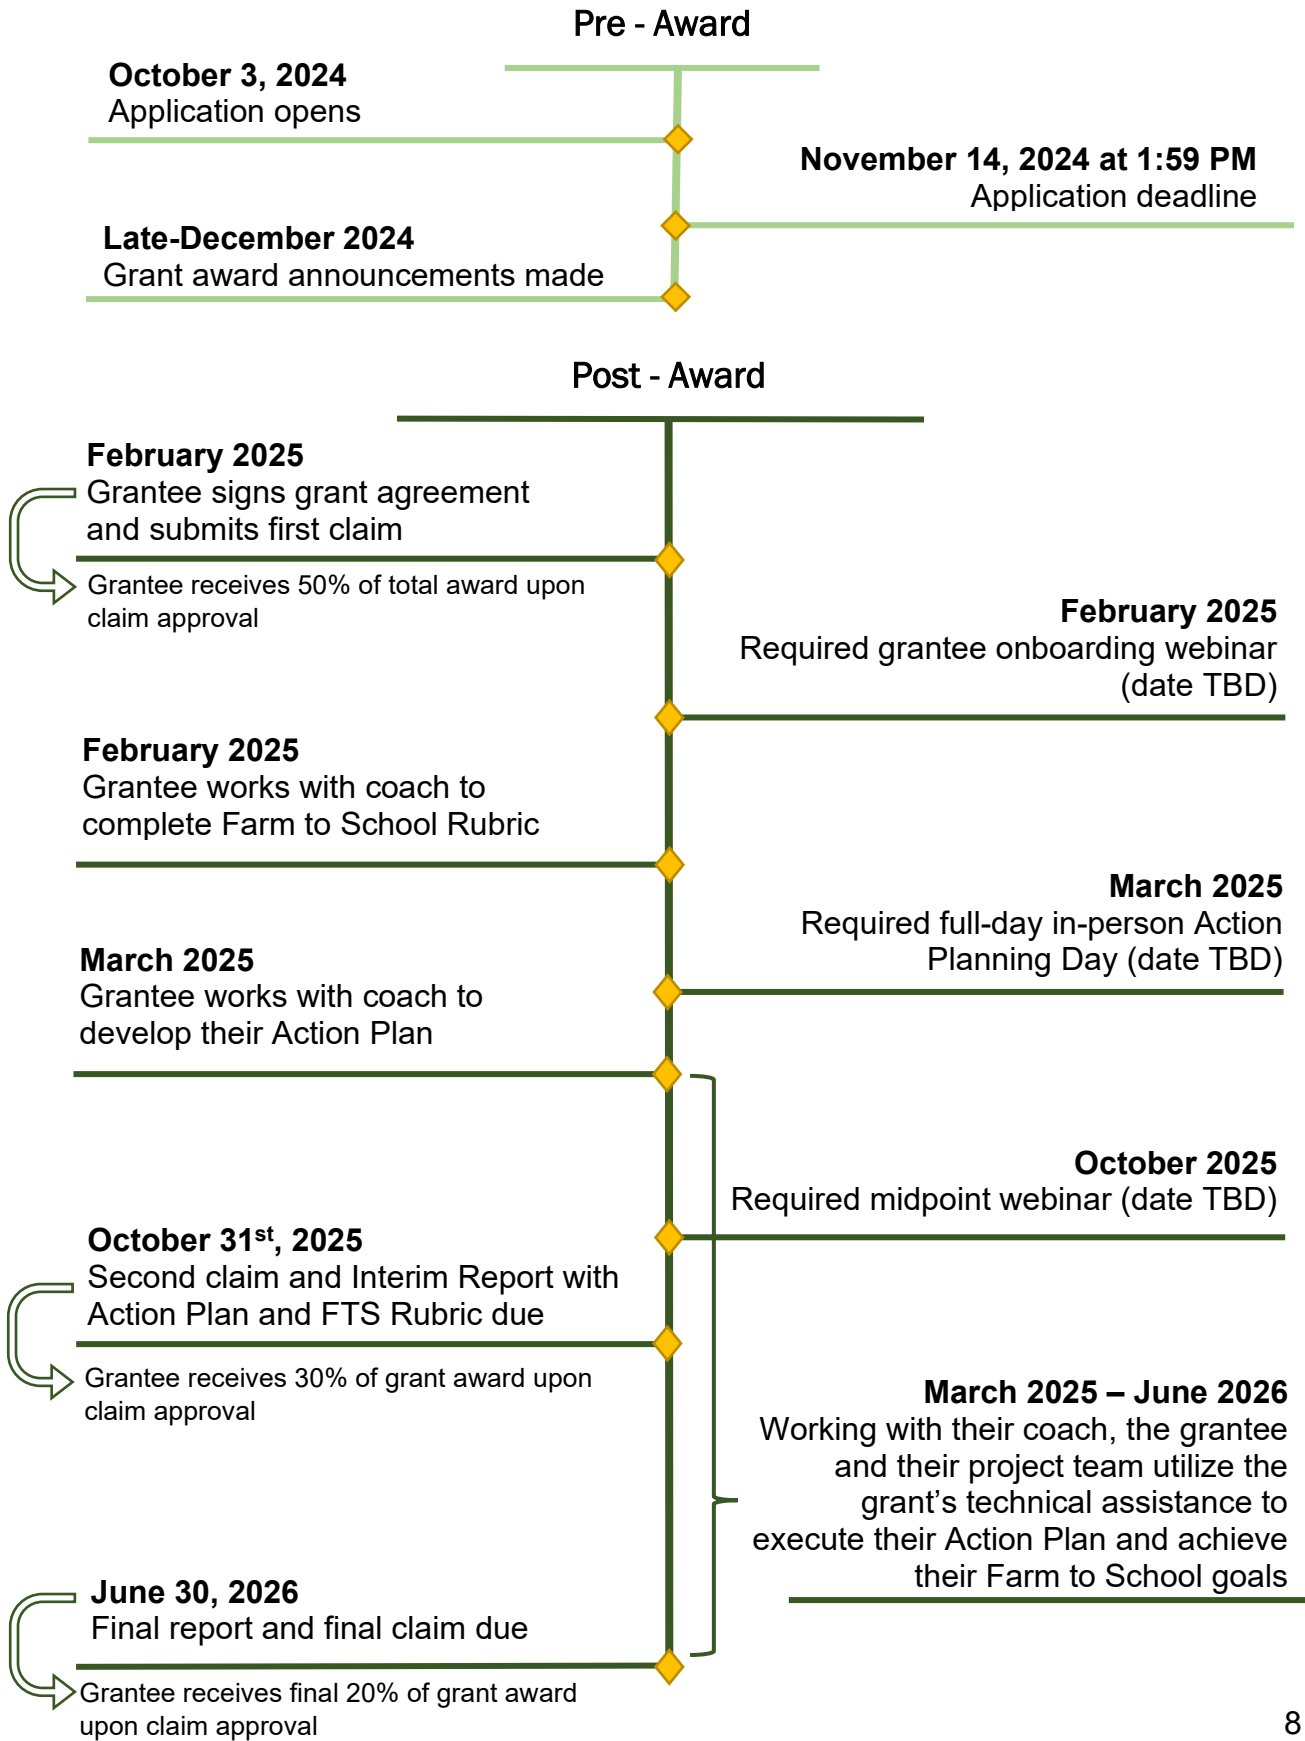 Pre - Award
October 3, 2024
Application opens
November 14, 2024 at 1:59 PM
Application deadline
Late-December 2024
Grant award announcements made
Post - Award
February 2025
Grantee signs grant agreement
and submits first claim
Grantee receives 50% of total award upon
claim approval
February 2025
Required grantee onboarding webinar
(date TBD)
February 2025
Grantee works with coach to
complete Farm to School Rubric
March 2025
Required full-day in-person Action
Planning Day (date TBD)
March 2025
Grantee works with coach to
develop their Action Plan
October 2025
Required midpoint webinar (date TBD)
October 31st, 2025
Second claim and Interim Report with
Action Plan and FTS Rubric due
Grantee receives 30% of grant award upon
claim approval
March 2025 – June 2026
Working with their coach, the grantee
and their project team utilize the
grant’s technical assistance to
execute their Action Plan and achieve
their Farm to School goals
June 30, 2026
Final report and final claim due
Grantee receives final 20% of grant award
upon claim approval
8